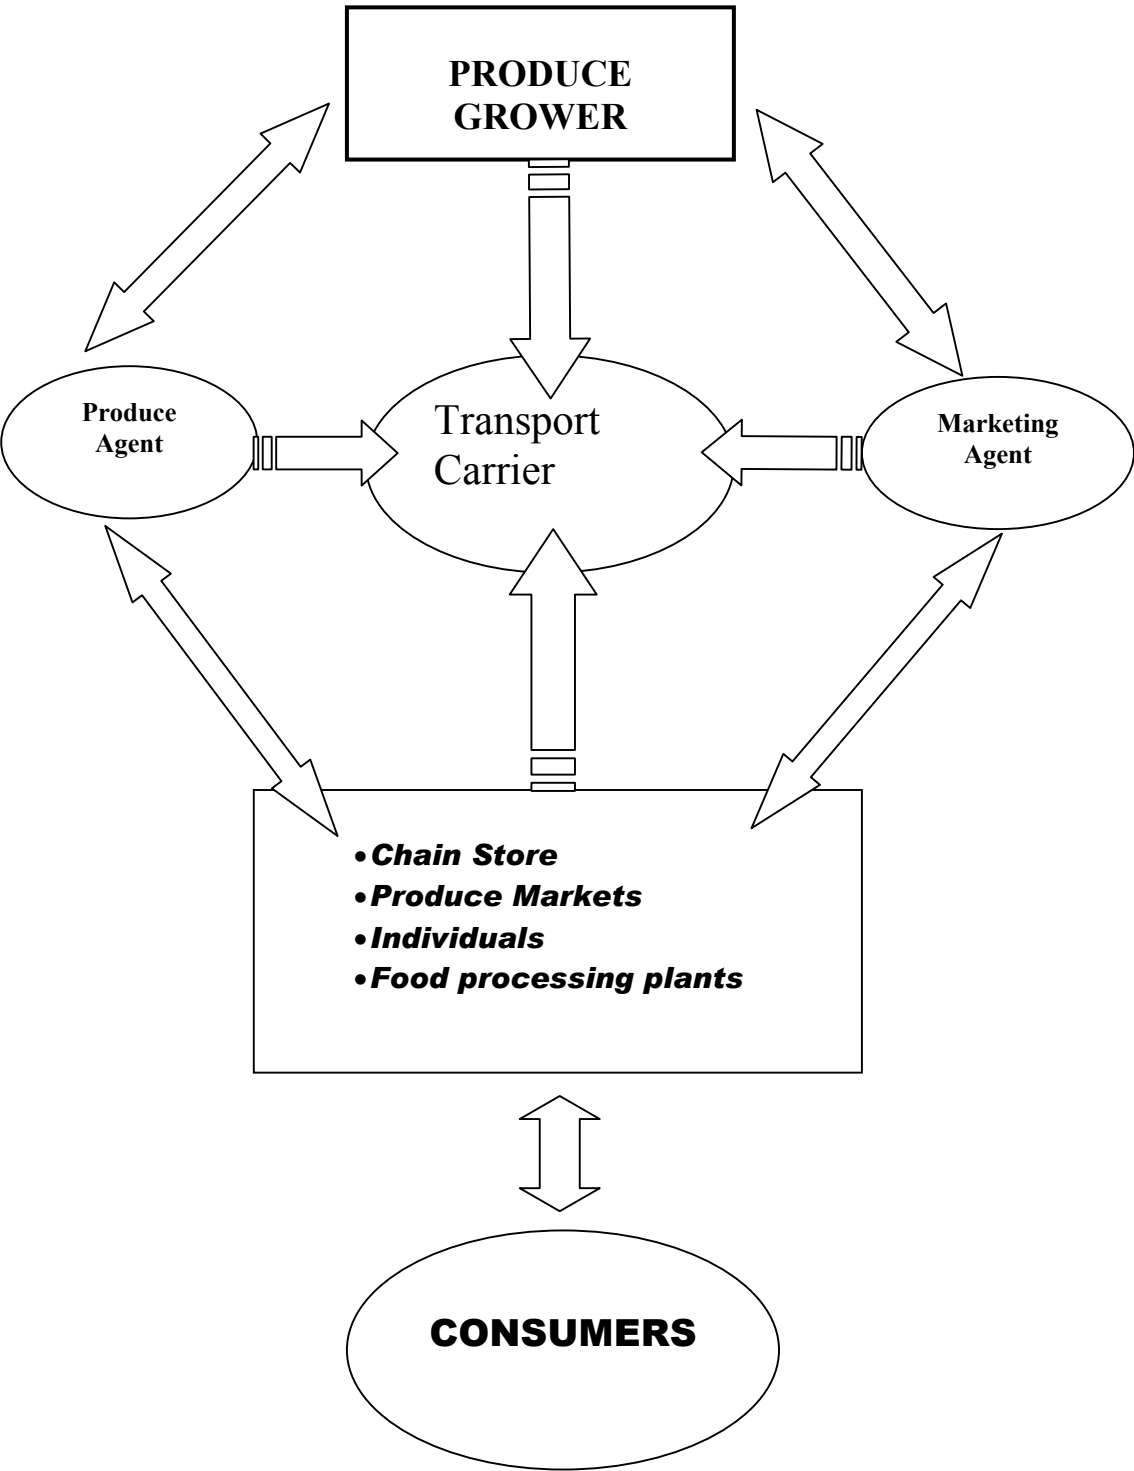 PRODUCE
GROWER
Produce
Agent
Transport
Carrier
Marketing
Agent
•Chain Store
•Produce Markets
•Individuals
•Food processing plants
CONSUMERS